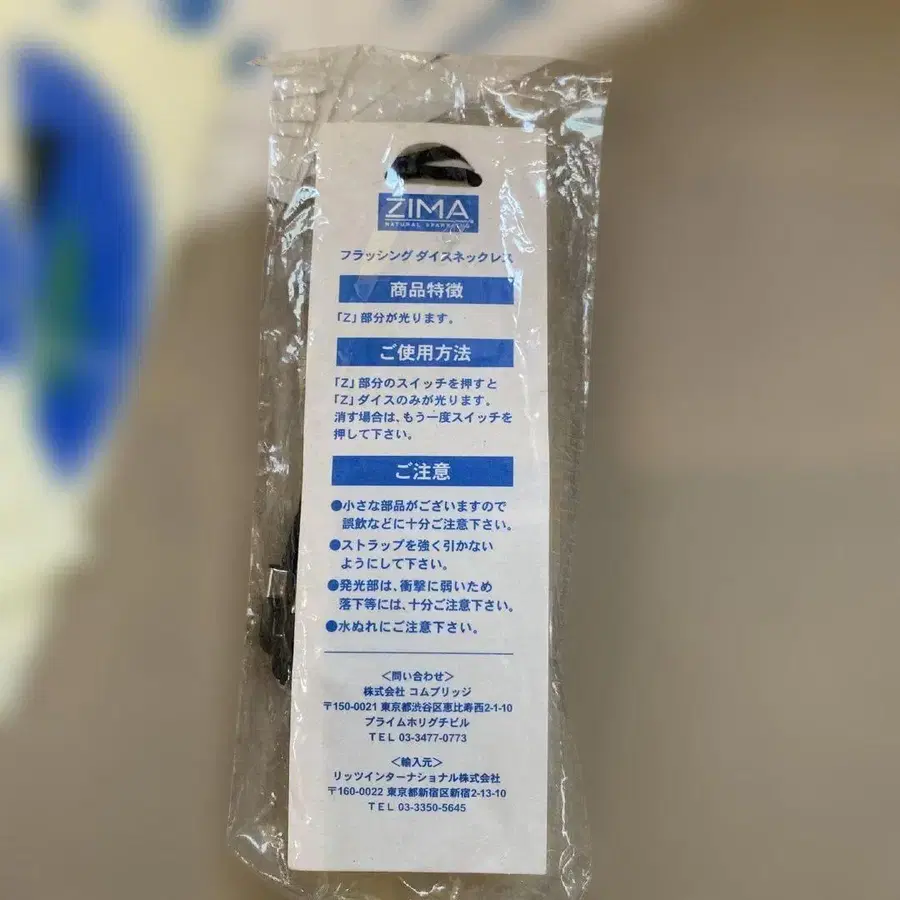 ZIMA
NATURAL SPARKLING
フラッシング ダイスネックレス
商品特徴
「Z」部分が光ります。
ご使用方法
「Z」部分のスイッチを押すと
「Z」ダイスのみが光ります。
消す場合は、もう一度スイッチを
押して下さい。
ご注意
●小さな部品がございますので
誤飲などに十分ご注意下さい。
●ストラップを強く引かない
ようにして下さい。
●発光部は、衝撃に弱いため
落下等には、十分ご注意下さい。
●水ぬれにご注意下さい。
＜問い合わせ＞
株式会社 コムブリッジ
〒150-0021 東京都渋谷区恵比寿西2-1-10
プライムホリグチビル
TEL 03-3477-0773
＜輸入元＞
リッツインターナショナル株式会社
〒160-0022 東京都新宿区新宿2-13-10
TEL 03-3350-5645